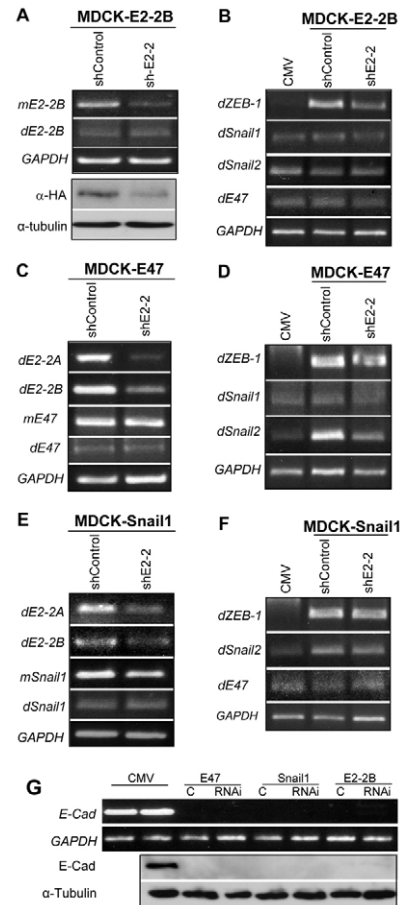 A
MDCK-E2-2B
shControl
sh-E2-2
mE2-2B
dE2-2B
GAPDH
α-HA
α-tubulin
B
MDCK-E2-2B
CMV
shControl
shE2-2
dZEB-1
dSnail1
dSnail2
dE47
GAPDH
C
MDCK-E47
shControl
shE2-2
dE2-2A
dE2-2B
mE47
dE47
GAPDH
D
MDCK-E47
CMV
shControl
shE2-2
dZEB-1
dSnail1
dSnail2
GAPDH
E
MDCK-Snail1
shControl
shE2-2
dE2-2A
dE2-2B
mSnail1
dSnail1
GAPDH
F
MDCK-Snail1
CMV
shControl
shE2-2
dZEB-1
dSnail2
dE47
GAPDH
G
CMV E47 Snail1 E2-2B
C RNAi C RNAi C RNAi
E-Cad
GAPDH
E-Cad
α-Tubulin